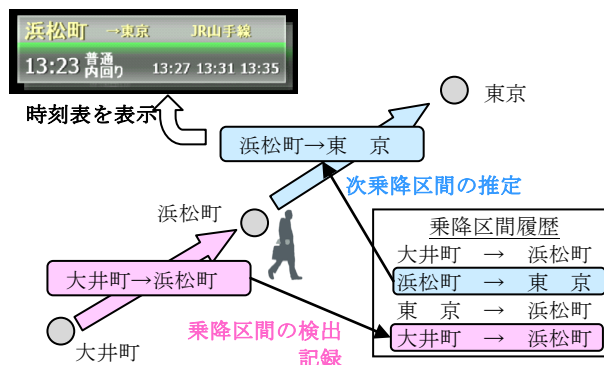 浜松町 →東京 JR山手線
13:23 普通 内回り 13:27 13:31 13:35
時刻表を表示
東京
浜松町→東　京
次乗降区間の推定
浜松町
大井町→浜松町
大井町
乗降区間の検出
記録
乗降区間履歴
大井町 → 浜松町
浜松町 → 東　京
東　京 → 浜松町
大井町 → 浜松町